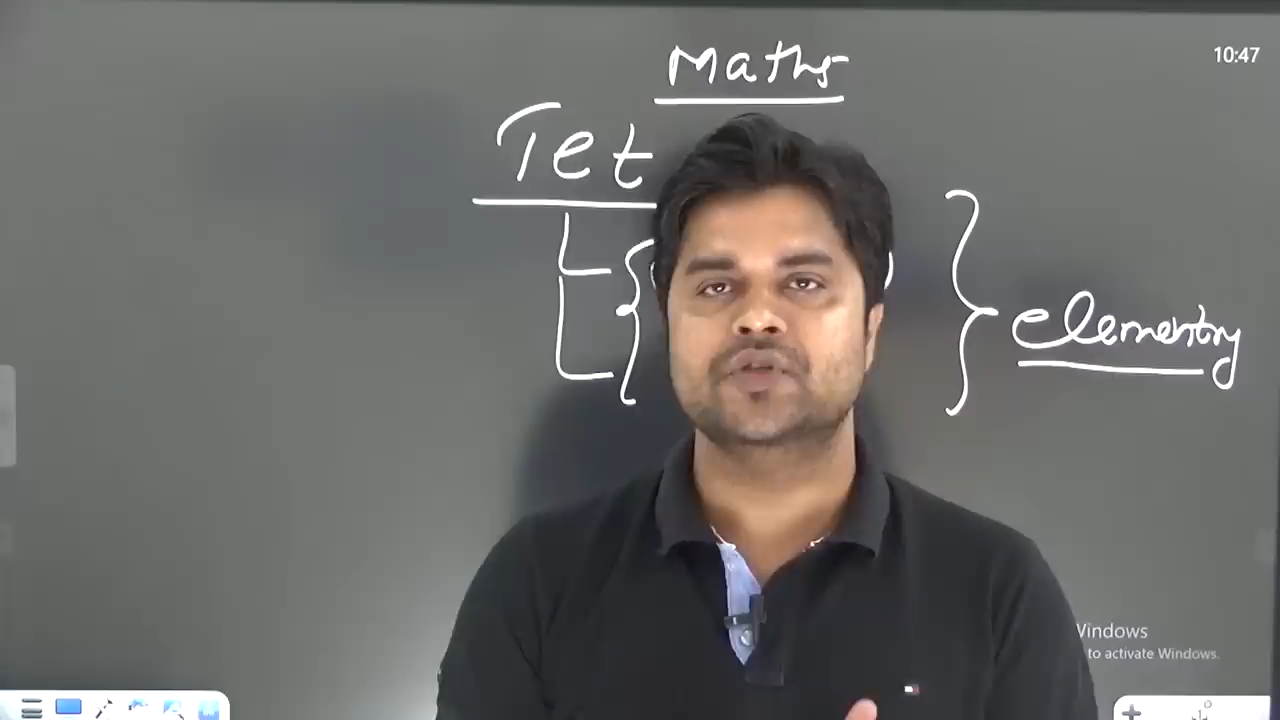 10:47
Maths
Tet
elementry
Windows
to activate Windows.